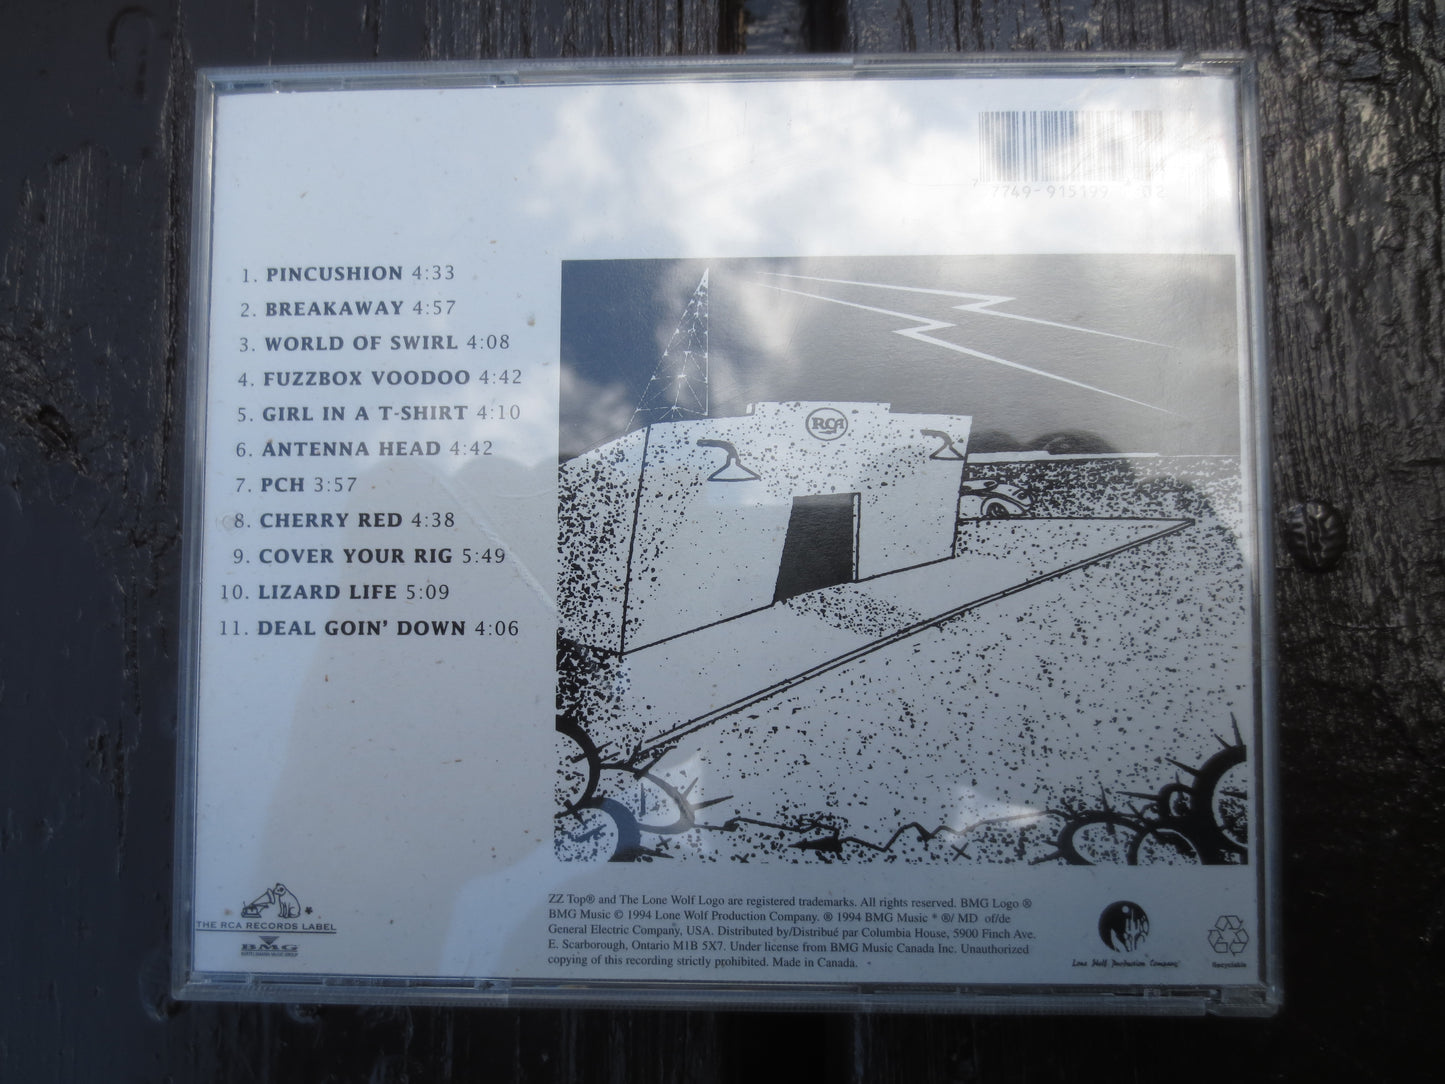 7749-915199 02
1. PINCUSHION 4:33
2. BREAKAWAY 4:57
3. WORLD OF SWIRL 4:08
4. FUZZBOX VOODOO 4:42
5. GIRL IN A T-SHIRT 4:10
6. ANTENNA HEAD 4:42
7. PCH 3:57
8. CHERRY RED 4:38
9. COVER YOUR RIG 5:49
10. LIZARD LIFE 5:09
11. DEAL GOIN' DOWN 4:06
RCA
THE RCA RECORDS LABEL
BMG
BERTELSMANN MUSIC GROUP
ZZ Top® and The Lone Wolf Logo are registered trademarks. All rights reserved. BMG Logo ®
BMG Music © 1994 Lone Wolf Production Company. ® 1994 BMG Music * ®/ MD of/de
General Electric Company, USA. Distributed by/Distribué par Columbia House, 5900 Finch Ave.
E. Scarborough, Ontario M1B 5X7. Under license from BMG Music Canada Inc. Unauthorized
copying of this recording strictly prohibited. Made in Canada.
Lone Wolf Production Company
Recyclable